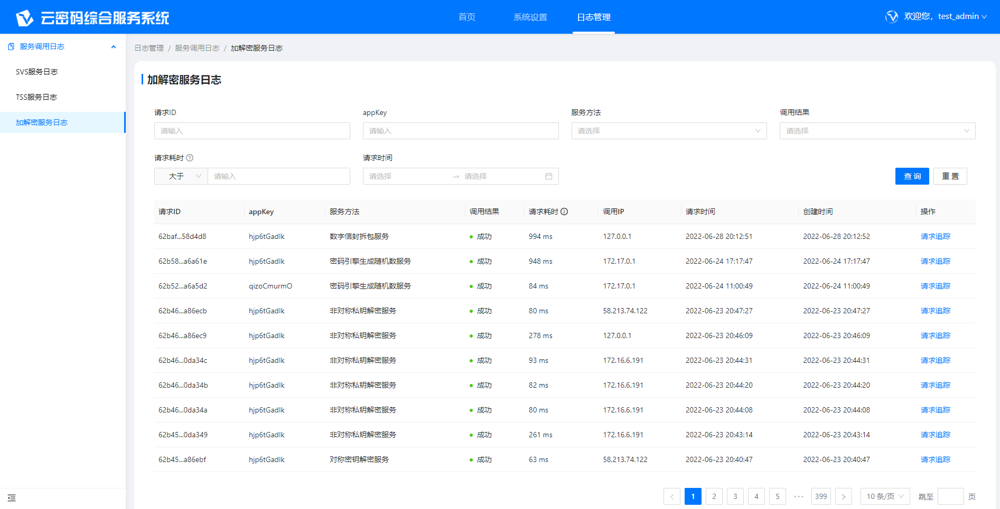 云密码综合服务系统
首页 系统设置 日志管理
欢迎您，test_admin
服务调用日志
SVS服务日志
TSS服务日志
加解密服务日志
日志管理 / 服务调用日志 / 加解密服务日志
加解密服务日志
请求ID appKey 服务方法 调用结果
请输入 请输入 请选择 请选择
请求耗时 请求时间
大于 请输入 请选择 请选择 查 询 重 置
请求ID appKey 服务方法 调用结果 请求耗时 调用IP 请求时间 创建时间 操作
62baf...58d4d8 hjp6tGadlk 数字信封拆包服务 成功 994 ms 127.0.0.1 2022-06-28 20:12:51 2022-06-28 20:12:52 请求追踪
62b58...a6a61e hjp6tGadlk 密码引擎生成随机数服务 成功 948 ms 172.17.0.1 2022-06-24 17:17:47 2022-06-24 17:17:47 请求追踪
62b52...a6a5d2 qizoCmurmO 密码引擎生成随机数服务 成功 84 ms 172.17.0.1 2022-06-24 11:00:49 2022-06-24 11:00:49 请求追踪
62b46...a86ecb hjp6tGadlk 非对称私钥解密服务 成功 80 ms 58.213.74.122 2022-06-23 20:47:27 2022-06-23 20:47:27 请求追踪
62b46...a86ec9 hjp6tGadlk 非对称私钥解密服务 成功 278 ms 127.0.0.1 2022-06-23 20:46:09 2022-06-23 20:46:09 请求追踪
62b46...0da34c hjp6tGadlk 非对称私钥解密服务 成功 93 ms 172.16.6.191 2022-06-23 20:44:31 2022-06-23 20:44:31 请求追踪
62b46...0da34b hjp6tGadlk 非对称私钥解密服务 成功 82 ms 172.16.6.191 2022-06-23 20:44:20 2022-06-23 20:44:20 请求追踪
62b46...0da34a hjp6tGadlk 非对称私钥解密服务 成功 80 ms 172.16.6.191 2022-06-23 20:44:08 2022-06-23 20:44:08 请求追踪
62b45...0da349 hjp6tGadlk 非对称私钥解密服务 成功 261 ms 172.16.6.191 2022-06-23 20:43:14 2022-06-23 20:43:14 请求追踪
62b45...a86ebf hjp6tGadlk 对称密钥解密服务 成功 63 ms 58.213.74.122 2022-06-23 20:40:47 2022-06-23 20:40:47 请求追踪
< 1 2 3 4 5 ••• 399 > 10 条/页 跳至 页